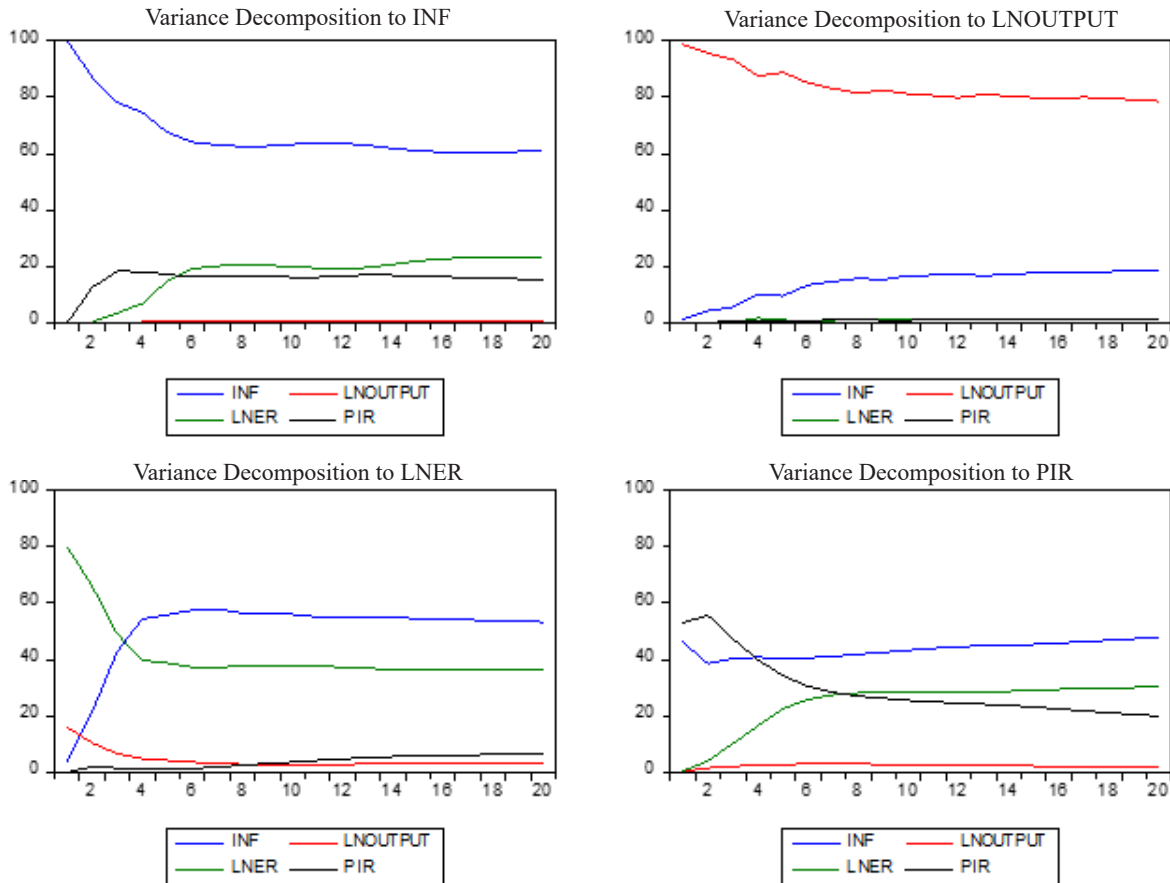 Variance Decomposition to INF
100
80
60
40
20
0
2 4 6 8 10 12 14 16 18 20
INF LNOUTPUT
LNER PIR
Variance Decomposition to LNOUTPUT
100
80
60
40
20
0
2 4 6 8 10 12 14 16 18 20
INF LNOUTPUT
LNER PIR
Variance Decomposition to LNER
100
80
60
40
20
0
2 4 6 8 10 12 14 16 18 20
INF LNOUTPUT
LNER PIR
Variance Decomposition to PIR
100
80
60
40
20
0
2 4 6 8 10 12 14 16 18 20
INF LNOUTPUT
LNER PIR